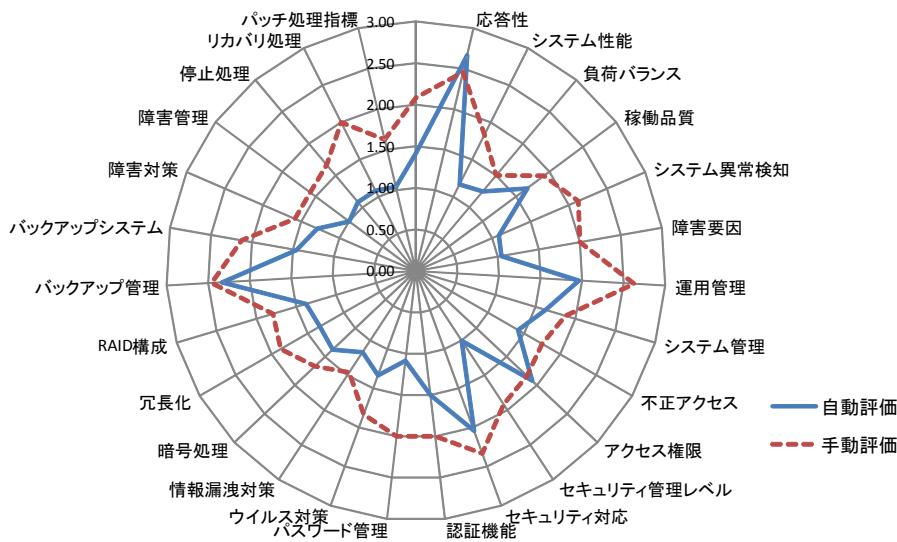 パッチ処理指標
3.00
応答性
リカバリ処理
システム性能
停止処理
2.50
負荷バランス
障害管理
2.00
稼働品質
障害対策
1.50
システム異常検知
バックアップシステム
1.00
障害要因
0.50
バックアップ管理
0.00
運用管理
RAID構成
システム管理
冗長化
不正アクセス
自動評価
暗号処理
アクセス権限
手動評価
情報漏洩対策
セキュリティ管理レベル
ウイルス対策
セキュリティ対応
パスワード管理
認証機能